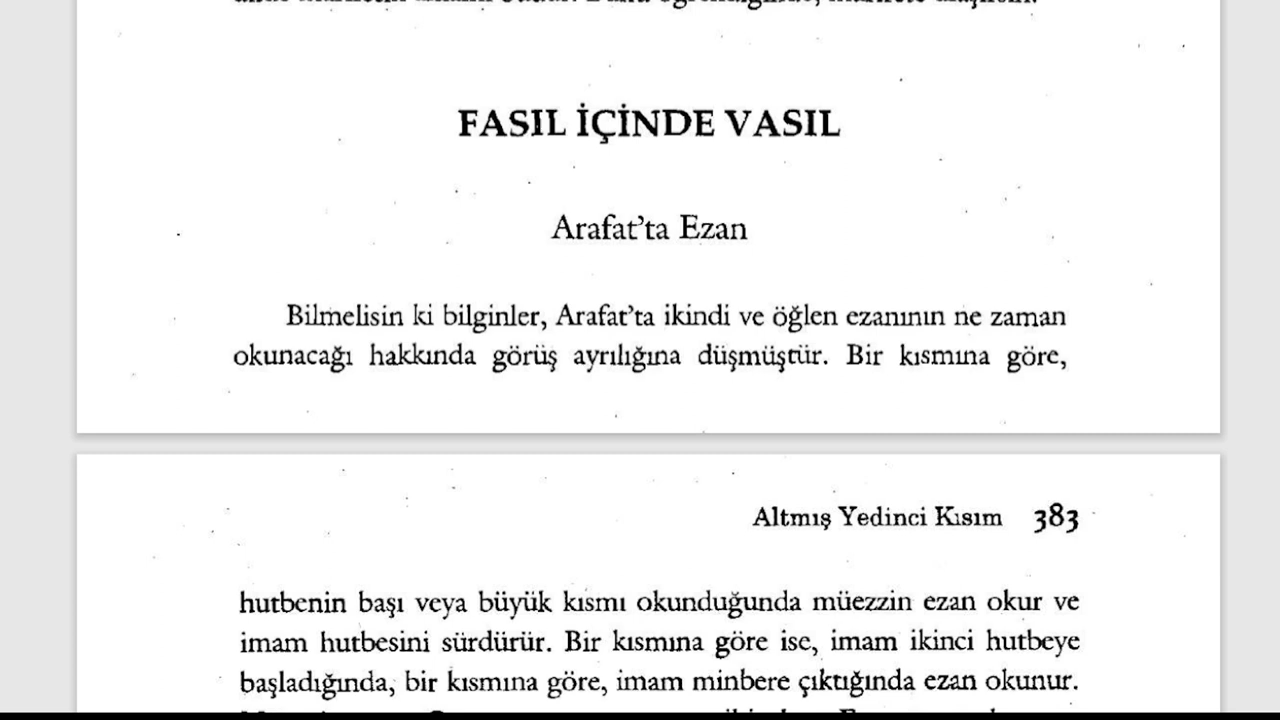 FASIL İÇİNDE VASIL
Arafat'ta Ezan
Bilmelisin ki bilginler, Arafat'ta ikindi ve öğlen ezanının ne zaman
okunacağı hakkında görüş ayrılığına düşmüştür. Bir kısmına göre,
Altmış Yedinci Kısım 383
hutbenin başı veya büyük kısmı okunduğunda müezzin ezan okur ve
imam hutbesini sürdürür. Bir kısmına göre ise, imam ikinci hutbeye
başladığında, bir kısmına göre, imam minbere çıktığında ezan okunur.